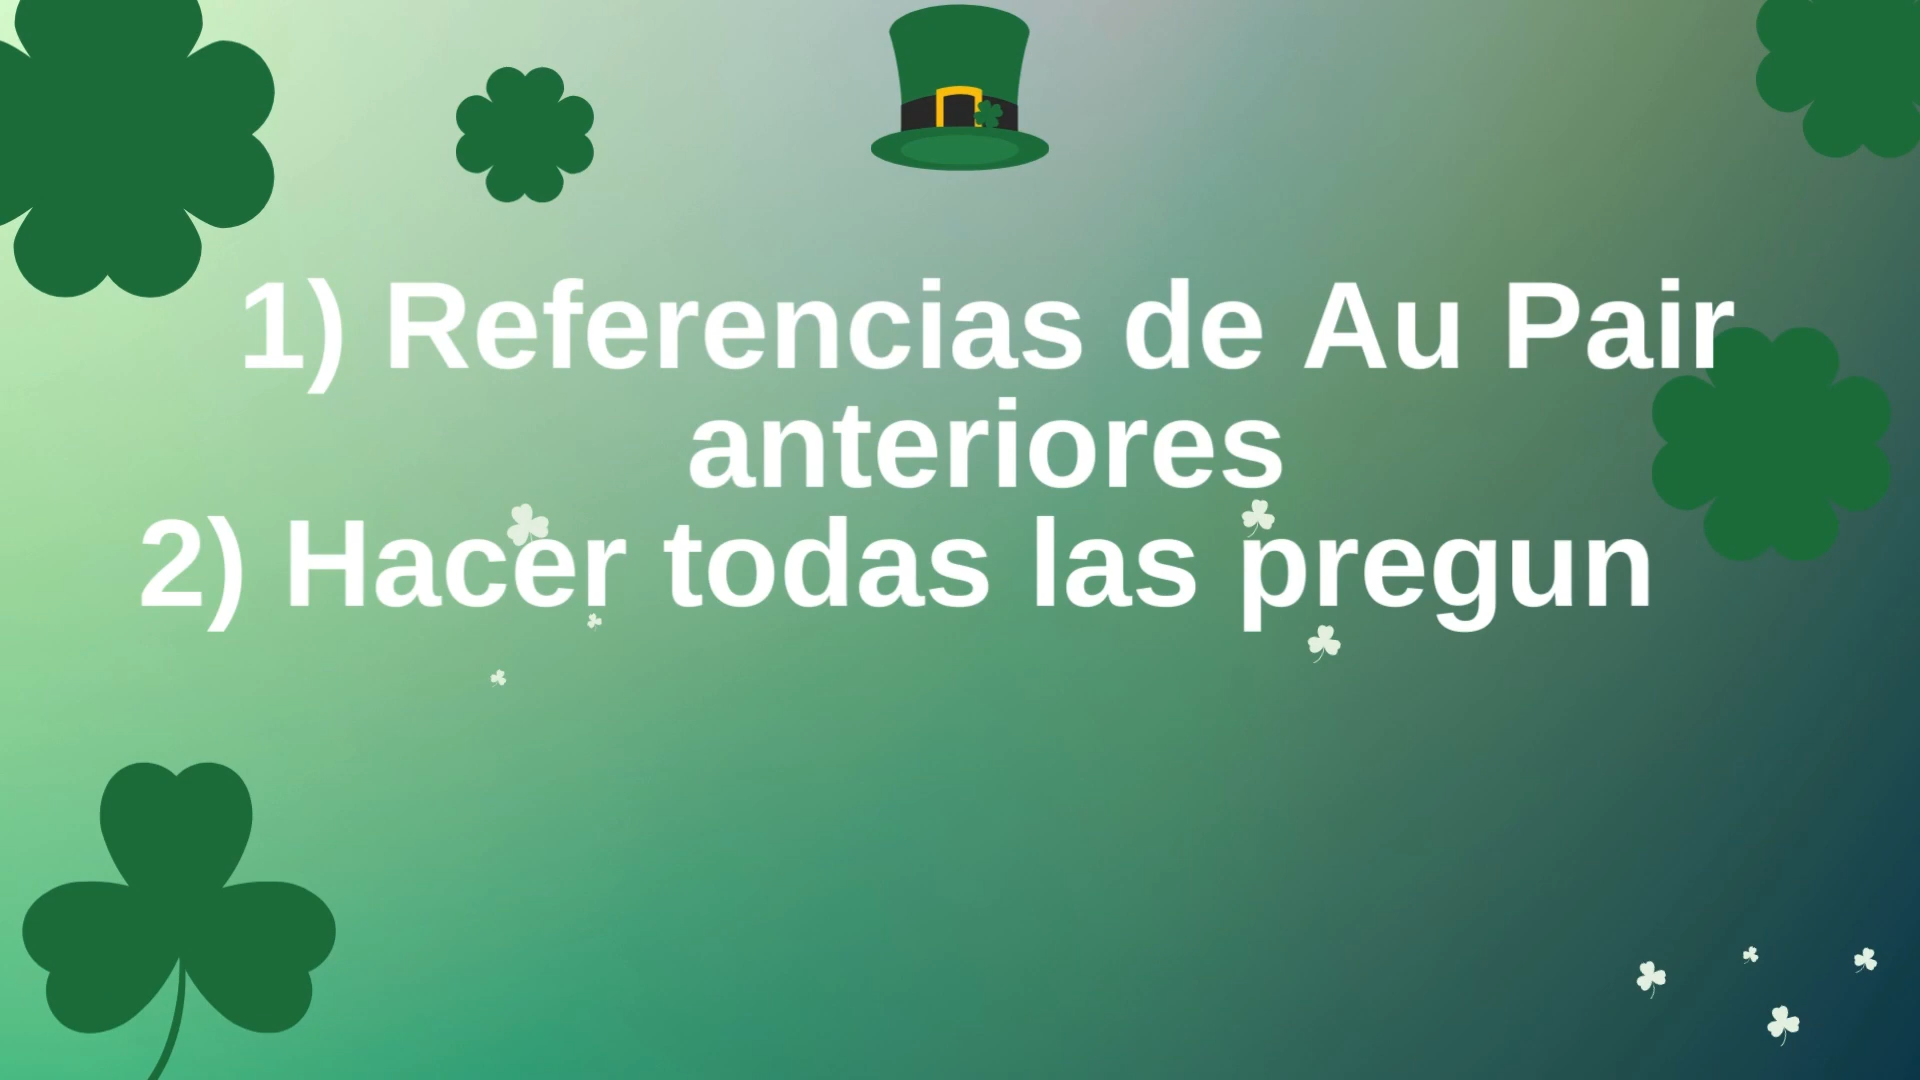 1) Referencias de Au Pair
anteriores
2) Hacer todas las pregun